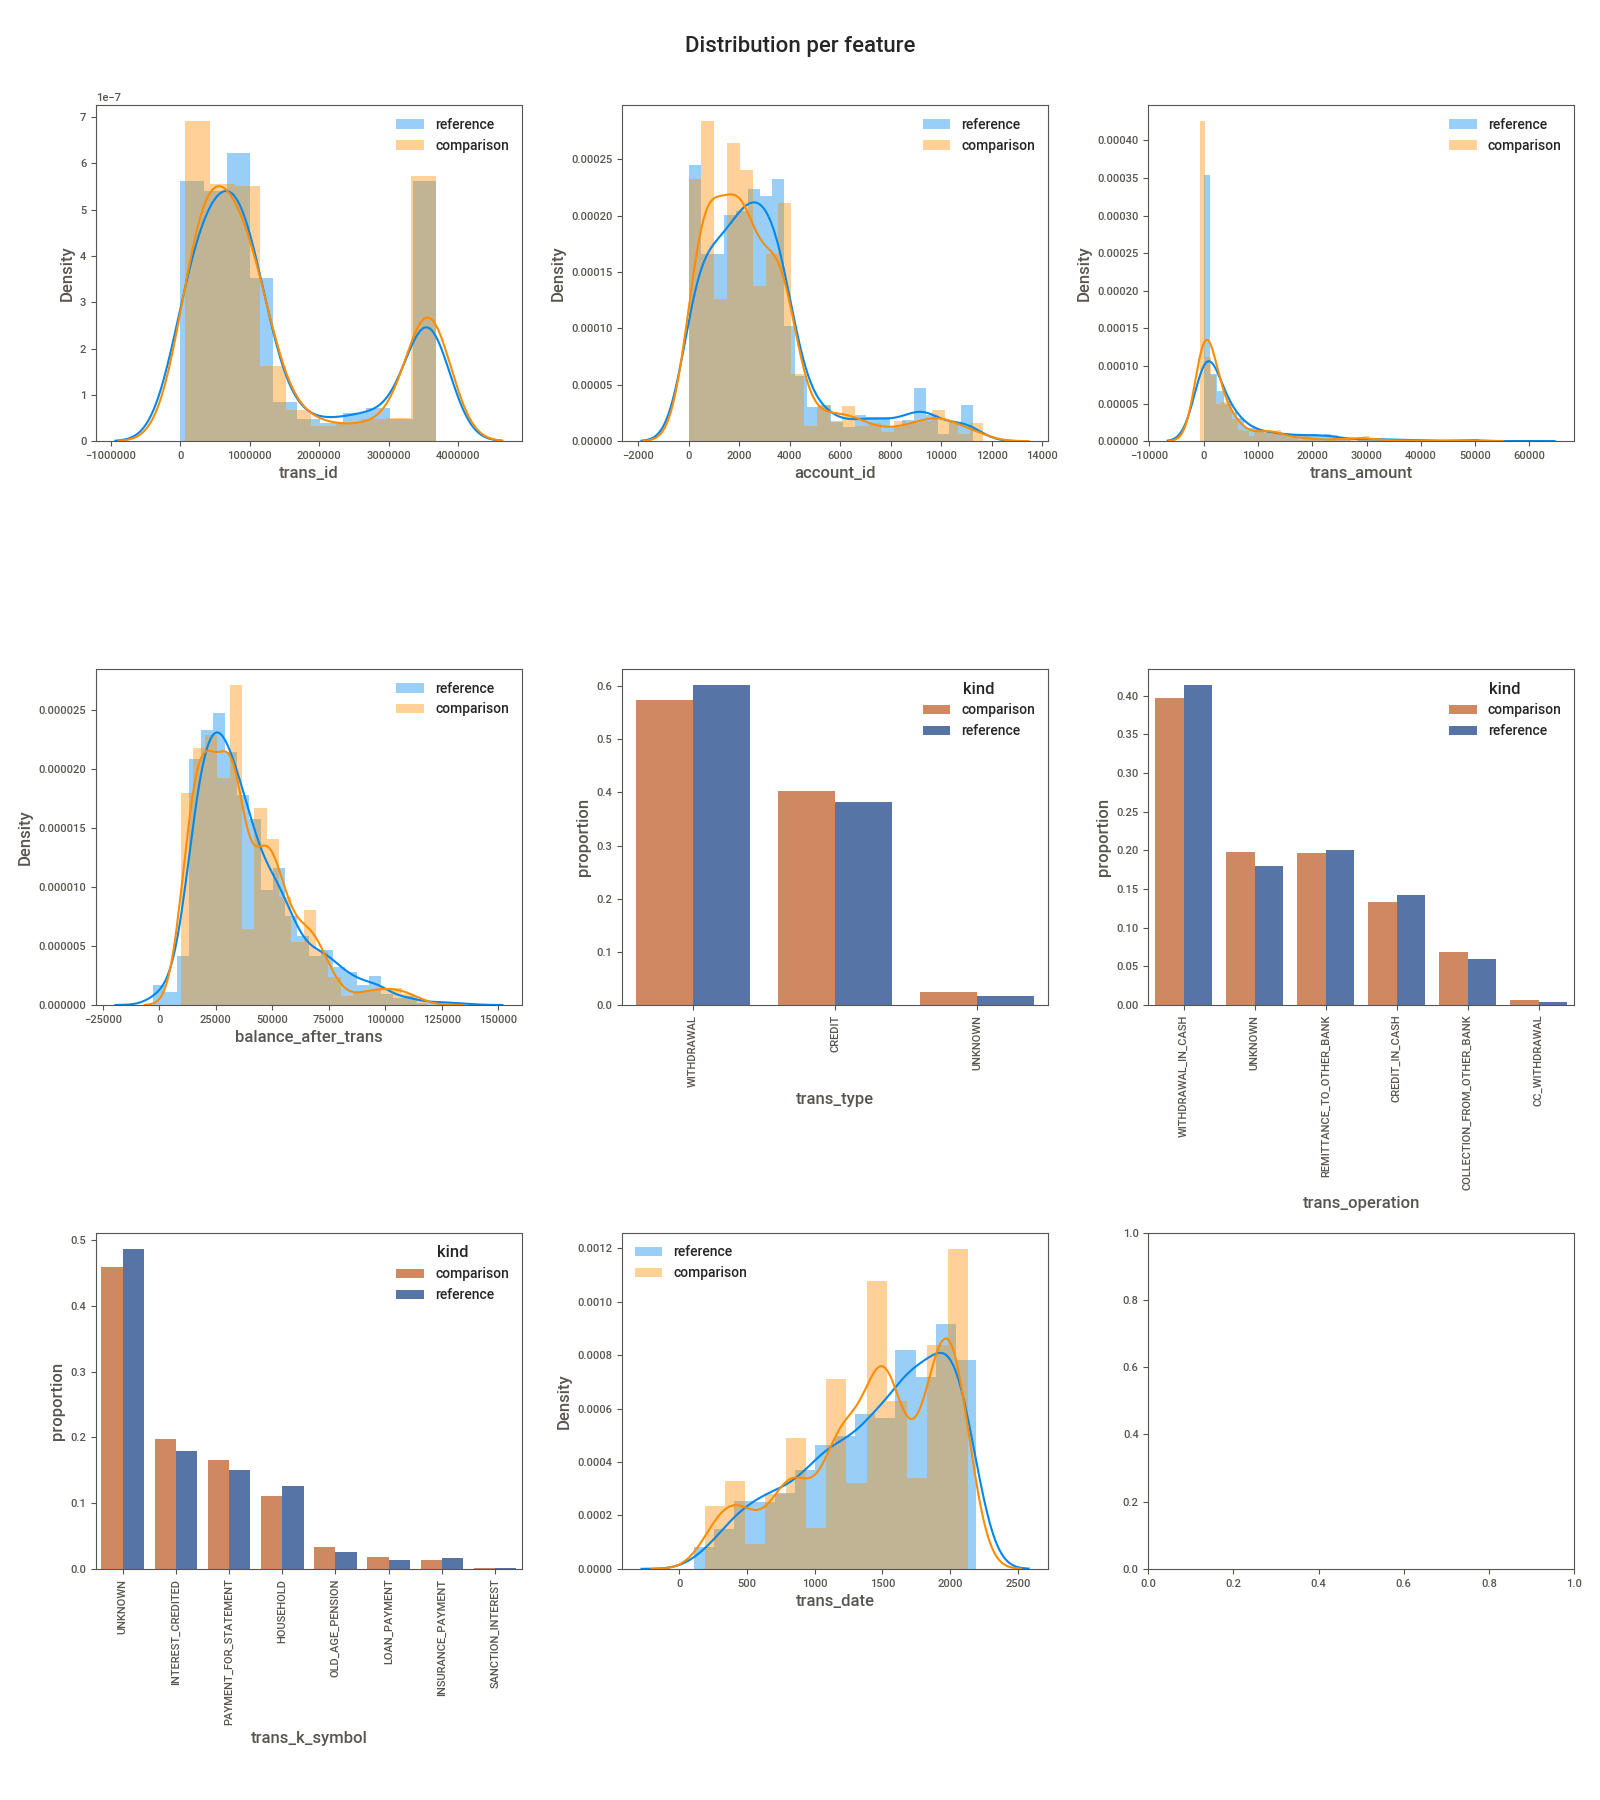 Distribution per feature
1e−7
7
6
5
4
3
2
1
0
Density
−1000000 0 1000000 2000000 3000000 4000000
trans_id
reference
comparison
0.00025
0.00020
0.00015
0.00010
0.00005
0.00000
Density
−2000 0 2000 4000 6000 8000 10000 12000 14000
account_id
reference
comparison
0.00040
0.00035
0.00030
0.00025
0.00020
0.00015
0.00010
0.00005
0.00000
Density
−10000 0 10000 20000 30000 40000 50000 60000
trans_amount
reference
comparison
0.000025
0.000020
0.000015
0.000010
0.000005
0.000000
Density
−25000 0 25000 50000 75000 100000 125000 150000
balance_after_trans
reference
comparison
0.6
0.5
0.4
0.3
0.2
0.1
0.0
proportion
WITHDRAWAL
CREDIT
UNKNOWN
trans_type
kind
comparison
reference
0.40
0.35
0.30
0.25
0.20
0.15
0.10
0.05
0.00
proportion
WITHDRAWAL_IN_CASH
UNKNOWN
REMITTANCE_TO_OTHER_BANK
CREDIT_IN_CASH
COLLECTION_FROM_OTHER_BANK
CC_WITHDRAWAL
trans_operation
kind
comparison
reference
0.5
0.4
0.3
0.2
0.1
0.0
proportion
UNKNOWN
INTEREST_CREDITED
PAYMENT_FOR_STATEMENT
HOUSEHOLD
OLD_AGE_PENSION
LOAN_PAYMENT
INSURANCE_PAYMENT
SANCTION_INTEREST
trans_k_symbol
kind
comparison
reference
0.0012
0.0010
0.0008
0.0006
0.0004
0.0002
0.0000
Density
0 500 1000 1500 2000 2500
trans_date
reference
comparison
1.0
0.8
0.6
0.4
0.2
0.0
0.0 0.2 0.4 0.6 0.8 1.0